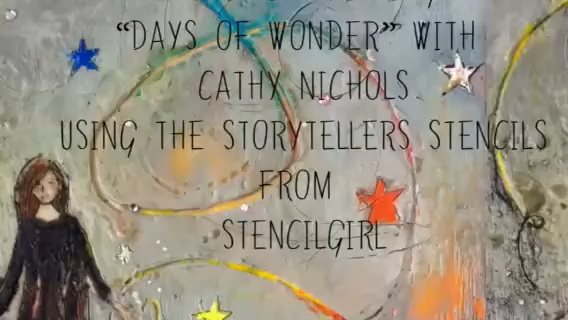 “DAYS OF WONDER” WITH
CATHY NICHOLS
USING THE STORYTELLERS STENCILS
FROM
STENCILGIRL